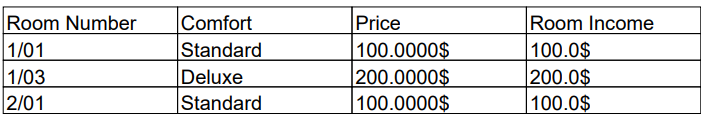 Room Number Comfort Price Room Income
1/01 Standard 100.0000$ 100.0$
1/03 Deluxe 200.0000$ 200.0$
2/01 Standard 100.0000$ 100.0$